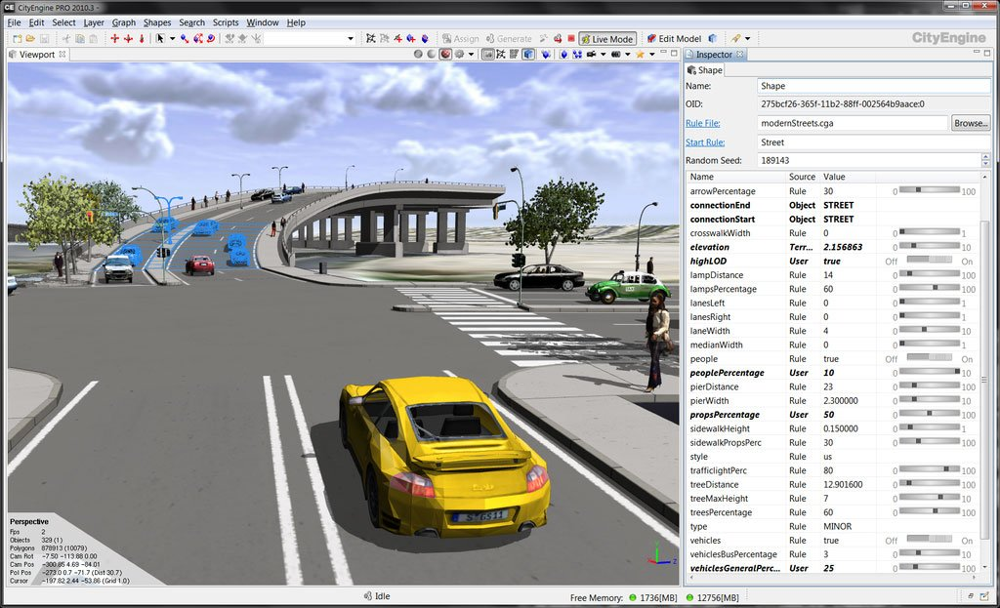 CE CityEngine PRO 2010.3 -
File Edit Select Layer Graph Shapes Search Scripts Window Help
Assign Generate Live Mode Edit Model CityEngine
Viewport
Inspector
Shape
Name: Shape
OID: 275bcf26-365f-11b2-88ff-002564b9aace:0
Rule File: modernStreets.cga Browse...
Start Rule: Street
Random Seed: 189143
Name Source Value
arrowPercentage Rule 30 0 100
connectionEnd Object STREET
connectionStart Object STREET
crosswalkWidth Rule 0 0 1
elevation Terr... 2.156863 0 10
highLOD User true Off On
lampDistance Rule 14 0 100
lampsPercentage Rule 60 0 100
lanesLeft Rule 0 0 1
lanesRight Rule 0 0 1
laneWidth Rule 4 0 10
medianWidth Rule 0 0 1
people Rule true Off On
peoplePercentage User 10 0 10
pierDistance Rule 23 0 100
pierWidth Rule 2.300000 0 10
propsPercentage User 50 0 100
sidewalkHeight Rule 0.150000 0 1
sidewalkPropsPerc Rule 30 0 100
style Rule us
trafficlightPerc Rule 80 0 100
treeDistance Rule 12.901600 0 100
treeMaxHeight Rule 7 0 10
treesPercentage Rule 60 0 100
type Rule MINOR
vehicles Rule true Off On
vehiclesBusPercentage Rule 3 0 10
vehiclesGeneralPerc... User 25 0 100
Perspective
Fps 2
Objects 329 (1)
Polygons 878913 (10079)
Cam Rot -7.50 -113.88 0.00
Cam Pos -300.85 4.69 -84.01
PoI Pos -273.0 0.7 -71.7 (Dist 30.7)
Cursor -197.82 2.44 -53.86 (Grid 1.0)
Idle
Free Memory: 1736[MB] 12756[MB]